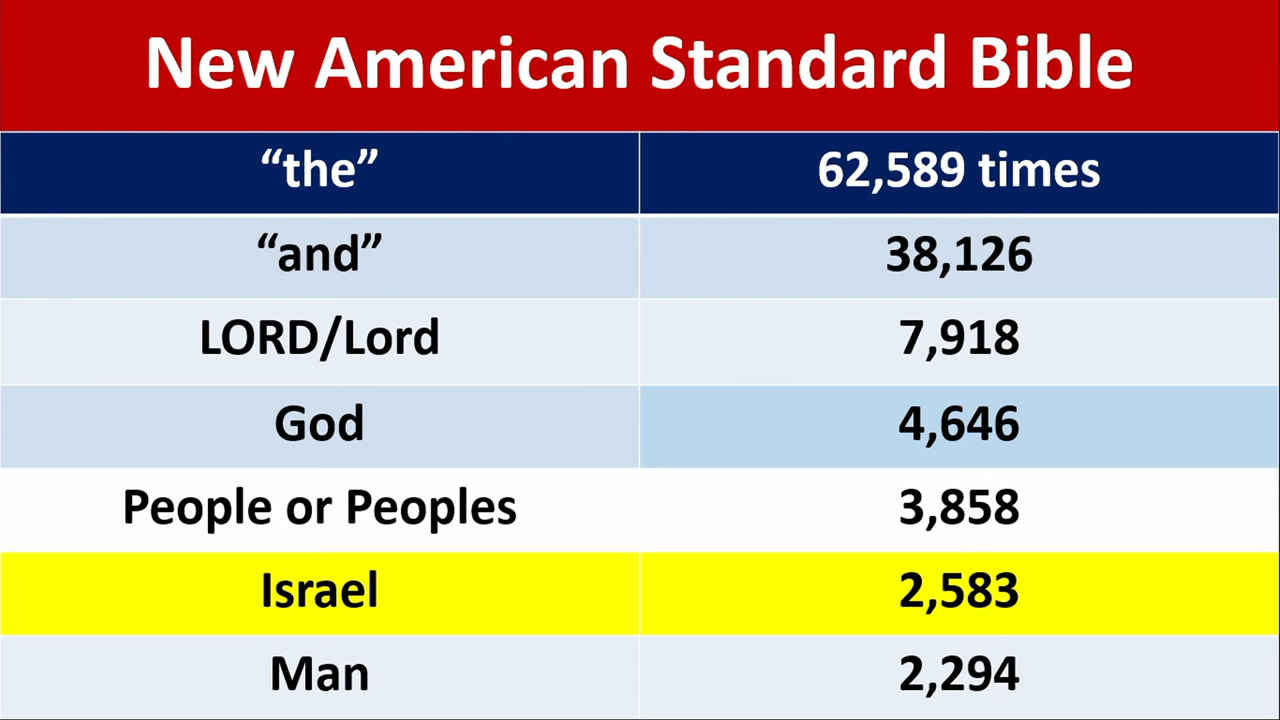 New American Standard Bible
“the” 62,589 times
“and” 38,126
LORD/Lord 7,918
God 4,646
People or Peoples 3,858
Israel 2,583
Man 2,294